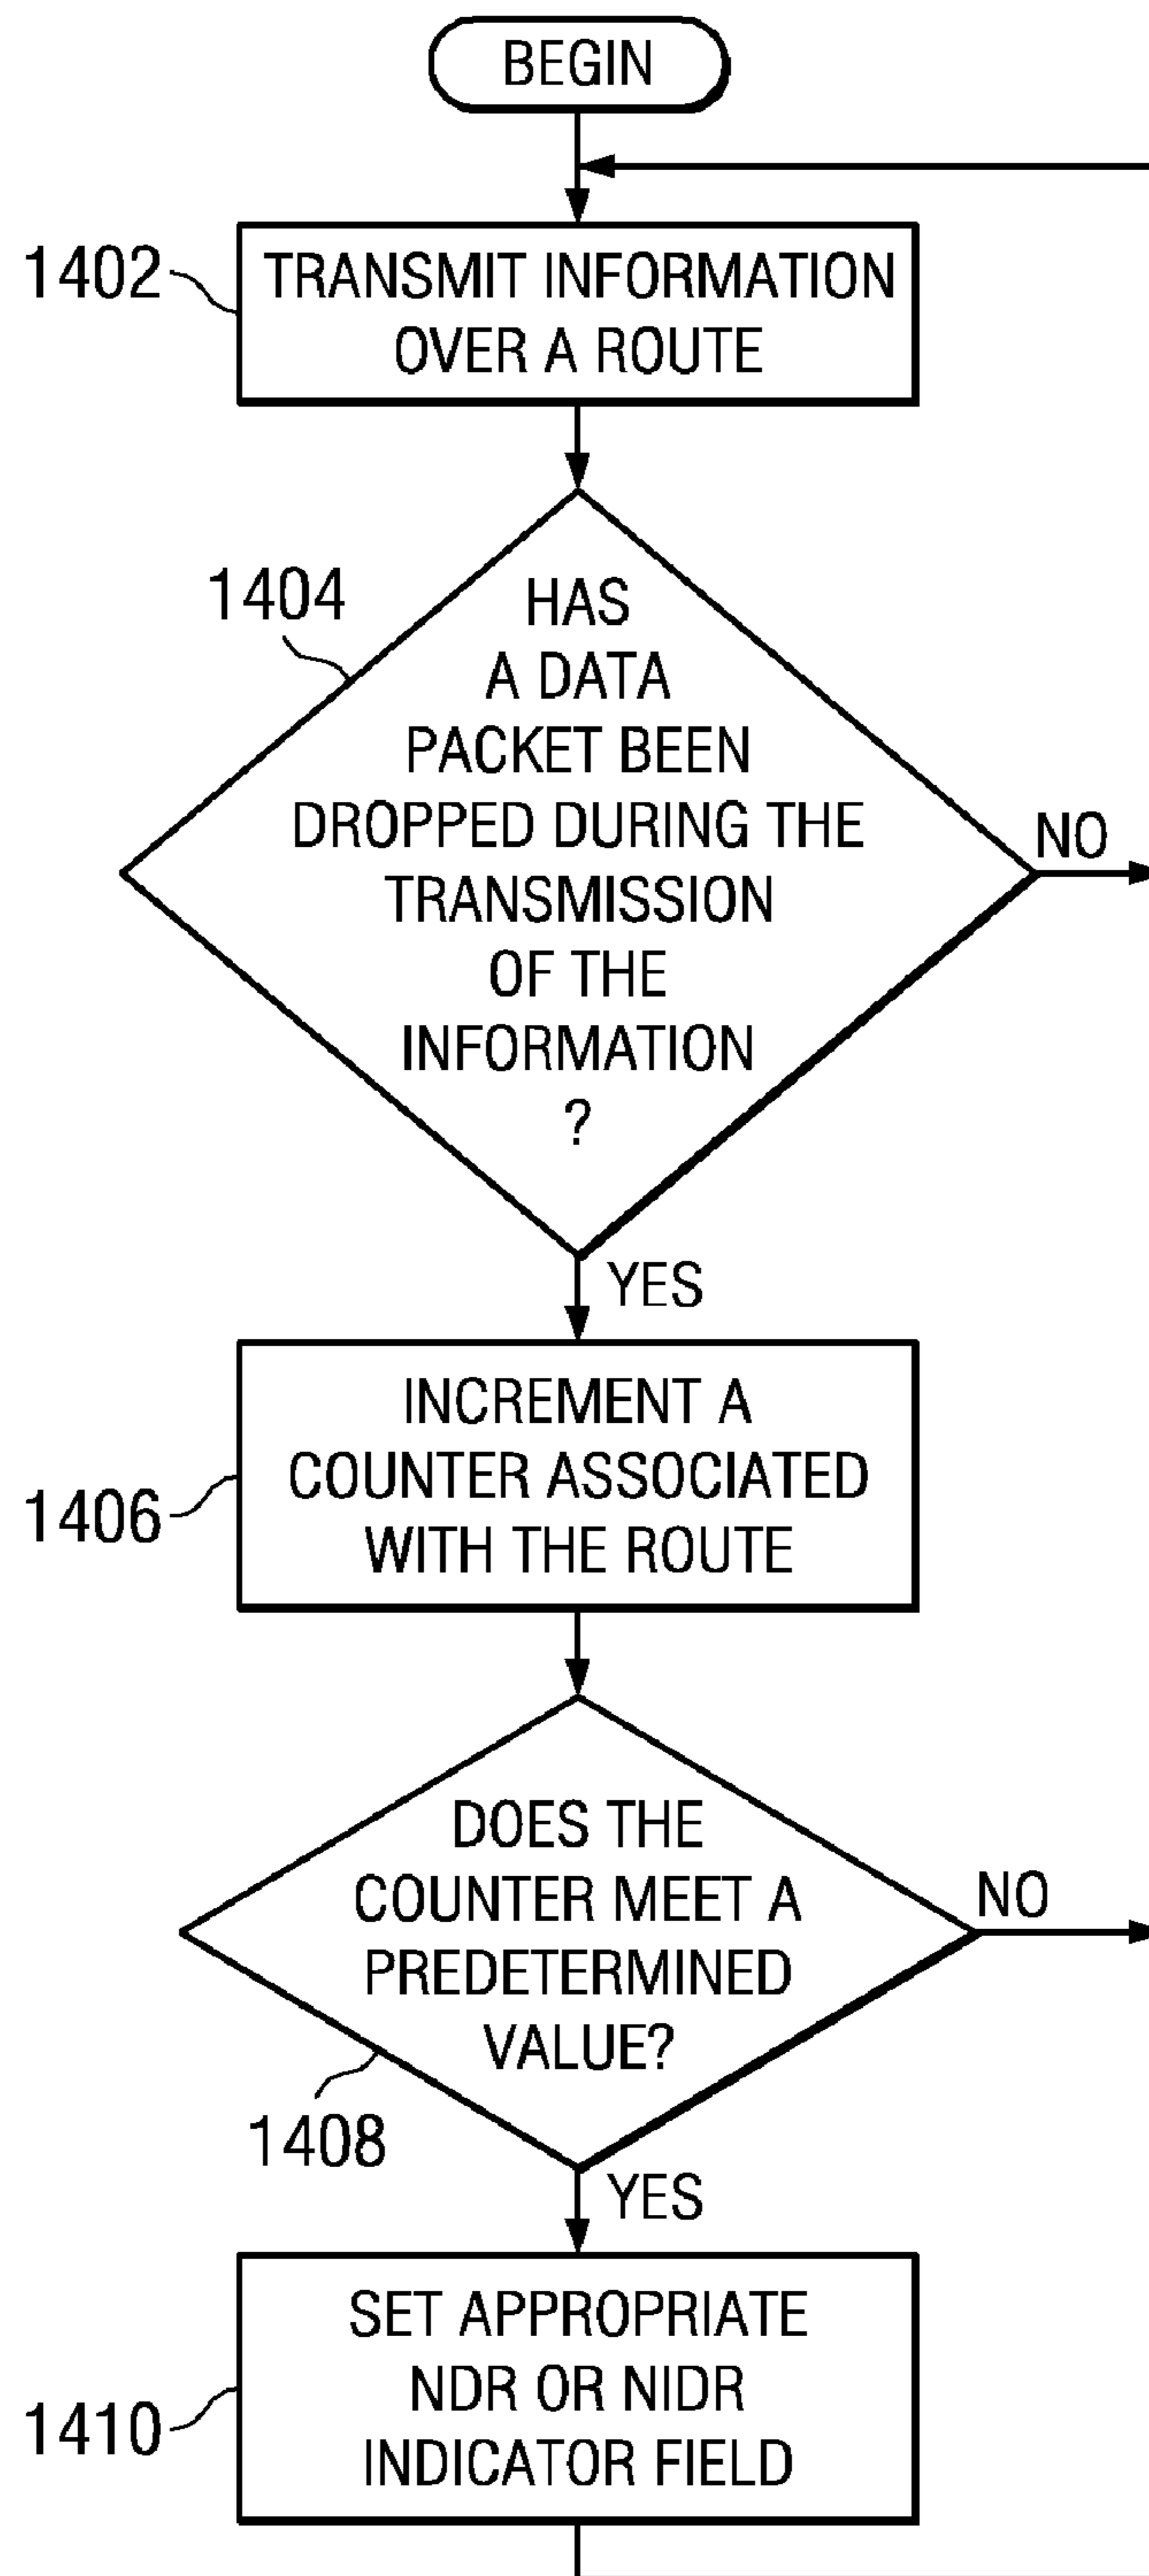 BEGIN
1402
TRANSMIT INFORMATION
OVER A ROUTE
1404
HAS
A DATA
PACKET BEEN
DROPPED DURING THE
TRANSMISSION
OF THE
INFORMATION
?
NO
YES
1406
INCREMENT A
COUNTER ASSOCIATED
WITH THE ROUTE
DOES THE
COUNTER MEET A
PREDETERMINED
VALUE?
NO
1408
YES
1410
SET APPROPRIATE
NDR OR NIDR
INDICATOR FIELD